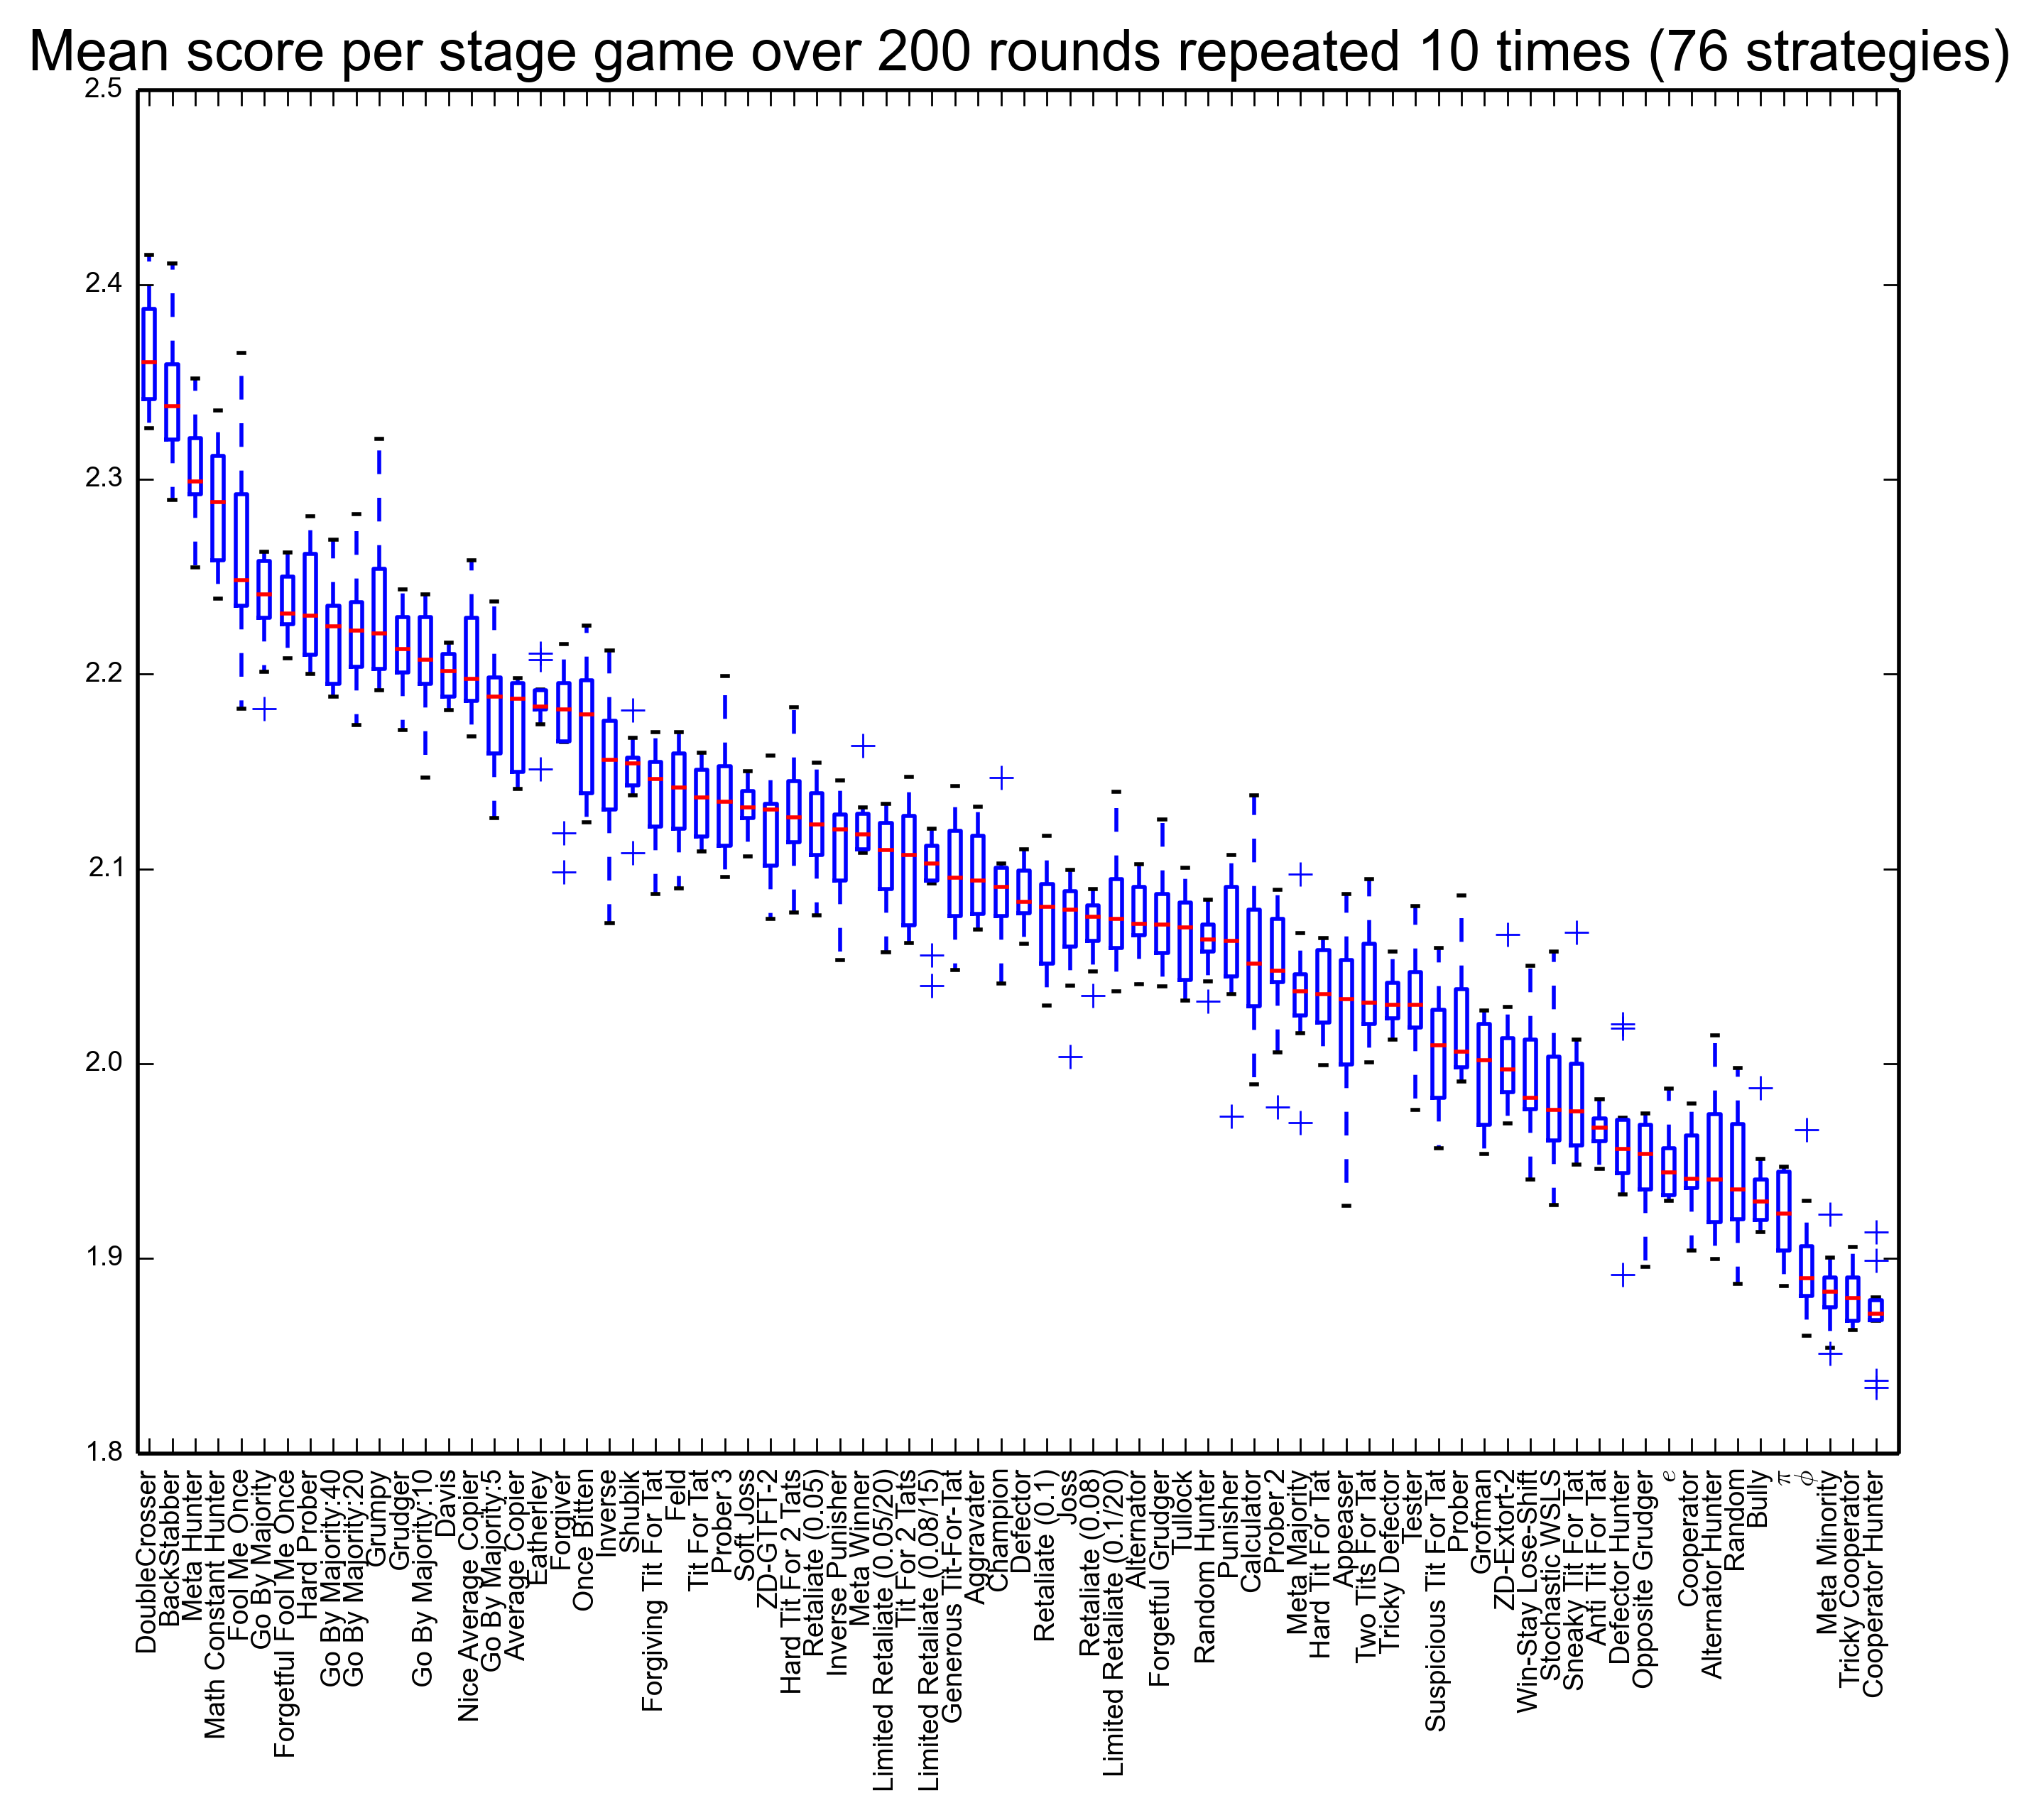 Mean score per stage game over 200 rounds repeated 10 times (76 strategies)
2.5
2.4
2.3
2.2
2.1
2.0
1.9
1.8
DoubleCrosser
BackStabber
Meta Hunter
Math Constant Hunter
Fool Me Once
Go By Majority
Forgetful Fool Me Once
Hard Prober
Go By Majority:40
Go By Majority:20
Grumpy
Grudger
Go By Majority:10
Davis
Nice Average Copier
Go By Majority:5
Average Copier
Eatherley
Forgiver
Once Bitten
Inverse
Shubik
Forgiving Tit For Tat
Feld
Tit For Tat
Prober 3
Soft Joss
ZD-GTFT-2
Hard Tit For 2 Tats
Retaliate (0.05)
Inverse Punisher
Meta Winner
Limited Retaliate (0.05/20)
Tit For 2 Tats
Limited Retaliate (0.08/15)
Generous Tit-For-Tat
Aggravater
Champion
Defector
Retaliate (0.1)
Joss
Retaliate (0.08)
Limited Retaliate (0.1/20)
Alternator
Forgetful Grudger
Tullock
Random Hunter
Punisher
Calculator
Prober 2
Meta Majority
Hard Tit For Tat
Appeaser
Two Tits For Tat
Tricky Defector
Tester
Suspicious Tit For Tat
Prober
Grofman
ZD-Extort-2
Win-Stay Lose-Shift
Stochastic WSLS
Sneaky Tit For Tat
Anti Tit For Tat
Defector Hunter
Opposite Grudger
e
Cooperator
Alternator Hunter
Random
Bully
π
ϕ
Meta Minority
Tricky Cooperator
Cooperator Hunter